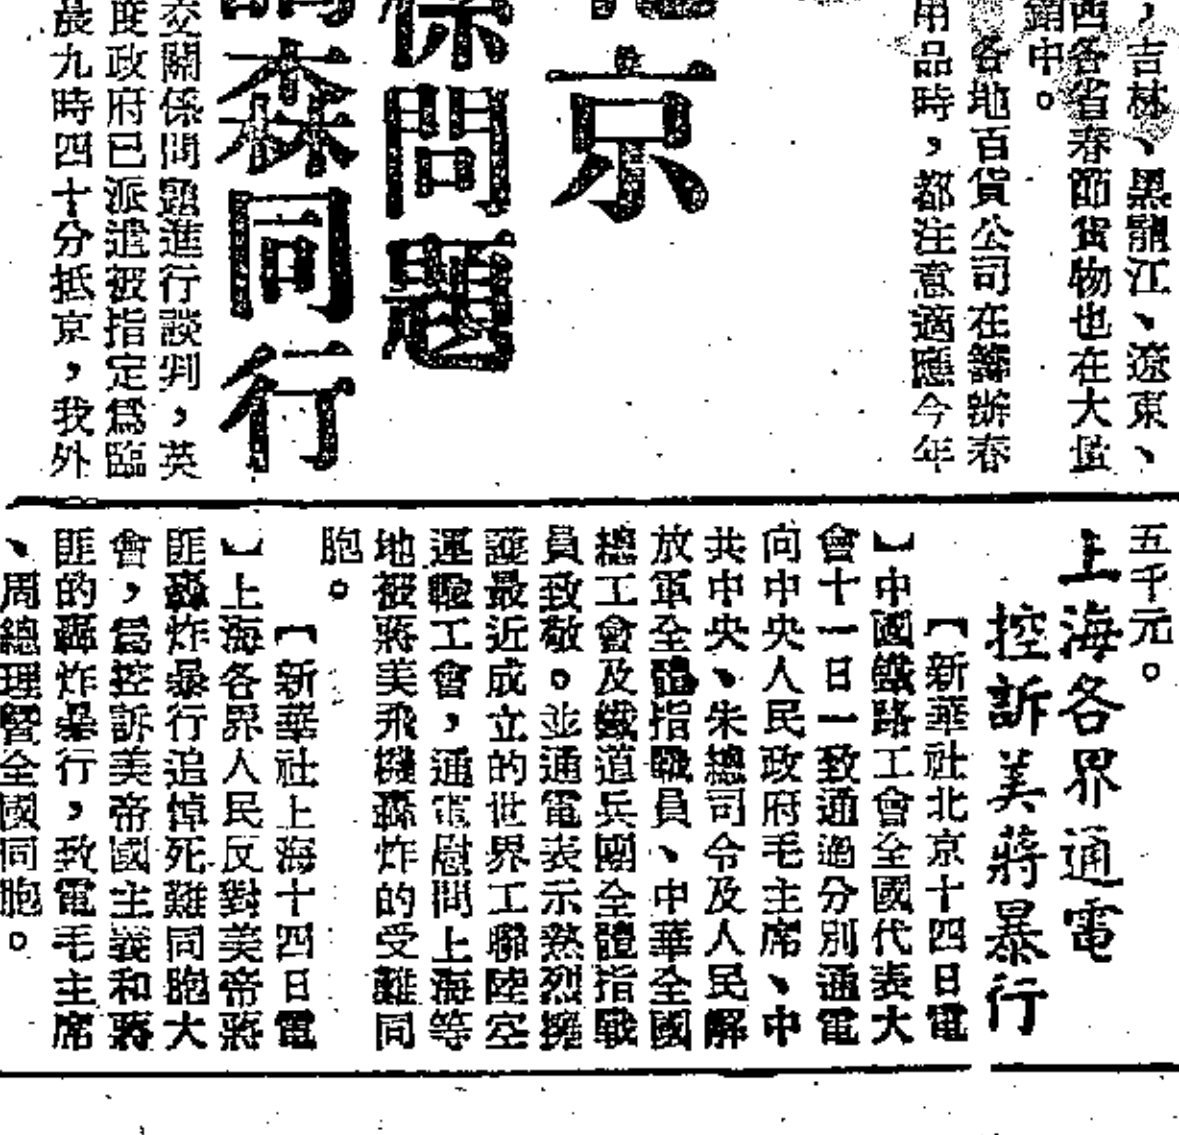 ，吉林、黑龍江、遼東、
西各省春節貨物也在大量
銷中。
各地百貨公司在籌辦春
用品時，都注意適應今年
京
係問題
森同行
交關係問題進行談判，英
度政府已派遣被指定爲臨
晨九時四十分抵京，我外
五千元。
上海各界通電
控訴美蔣暴行
【新華社北京十四日電
】中國鐵路工會全國代表大
會十一日一致通過分別通電
向中央人民政府毛主席、中
共中央、朱總司令及人民解
放軍全體指戰員、中華全國
總工會及鐵道兵團全體指戰
員致敬。並通電表示熱烈擁
護最近成立的世界工聯陸空
運輸工會，通電慰問上海等
地被蔣美飛機轟炸的受難同
胞。
【新華社上海十四日電
】上海各界人民反對美帝蔣
匪轟炸暴行追悼死難同胞大
會，爲控訴美帝國主義和蔣
匪的轟炸暴行，致電毛主席
、周總理暨全國同胞。